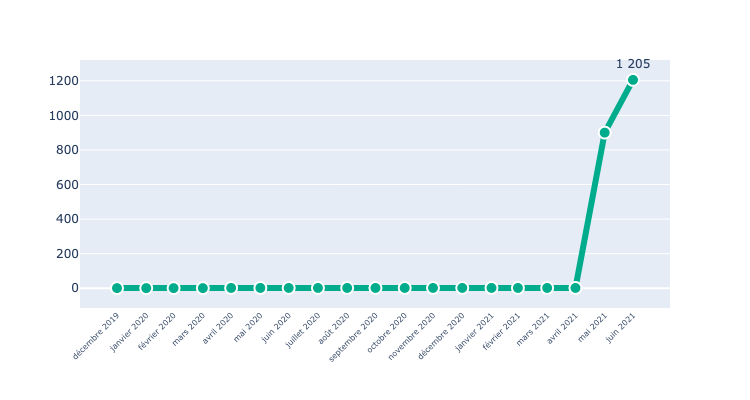 1 205
1200
1000
800
600
400
200
0
décembre 2019
janvier 2020
février 2020
mars 2020
avril 2020
mai 2020
juin 2020
juillet 2020
août 2020
septembre 2020
octobre 2020
novembre 2020
décembre 2020
janvier 2021
février 2021
mars 2021
avril 2021
mai 2021
juin 2021